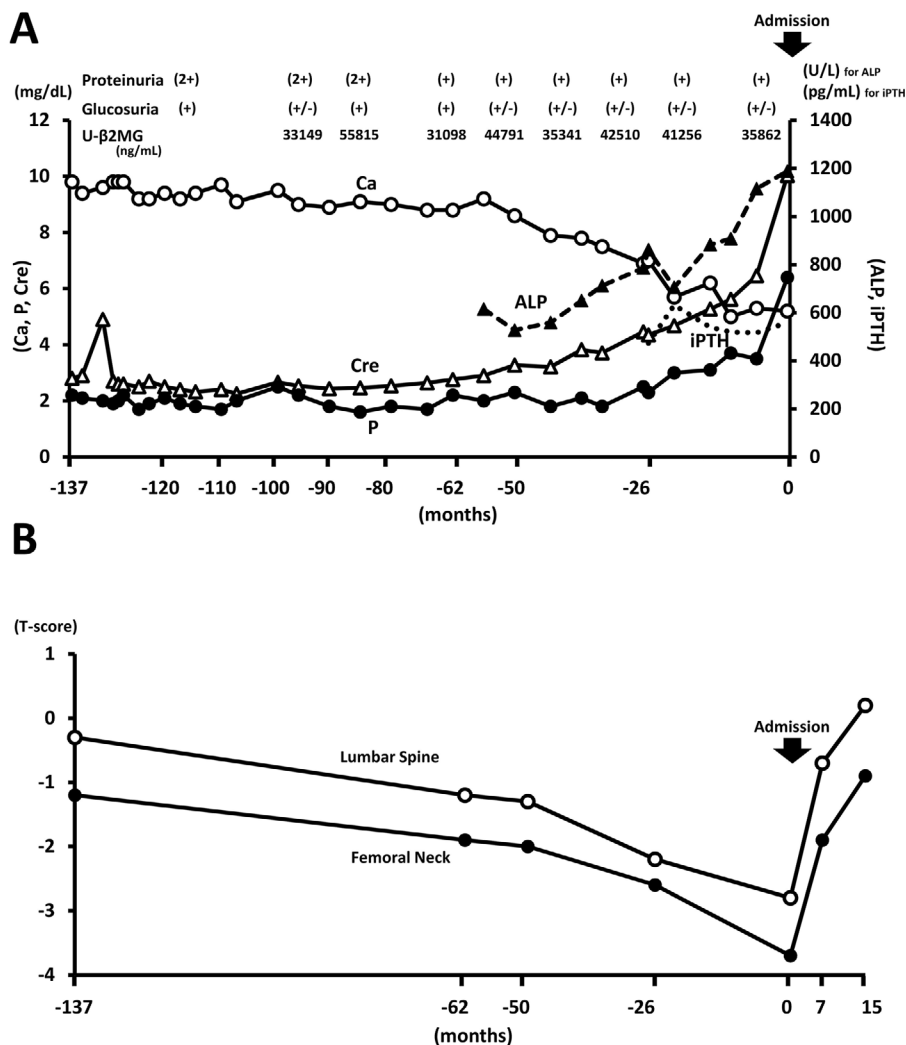 A
Admission
Proteinuria (2+) (2+) (2+) (+) (+) (+) (+) (+) (+) (U/L) for ALP
(mg/dL) Glucosuria (+) (+/-) (+) (+) (+/-) (+/-) (+/-) (+/-) (+/-) (pg/mL) for iPTH
U-β2MG 33149 55815 31098 44791 35341 42510 41256 35862
(ng/mL)
12 1400
10 1200
Ca
1000
8
800
ALP
6
600
iPTH
4 400
Cre
2 200
P
0 0
(Ca, P, Cre)
(ALP, iPTH)
-137 -120 -110 -100 -90 -80 -62 -50 -26 0
(months)
B
(T-score)
1
0
Admission
Lumbar Spine
-1
-2
Femoral Neck
-3
-4
-137 -62 -50 -26 0 7 15
(months)